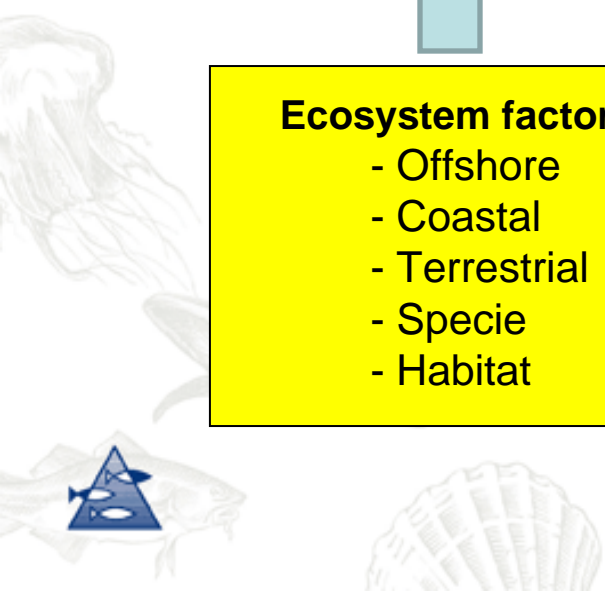 Ecosystem factor
- Offshore
- Coastal
- Terrestrial
- Specie
- Habitat